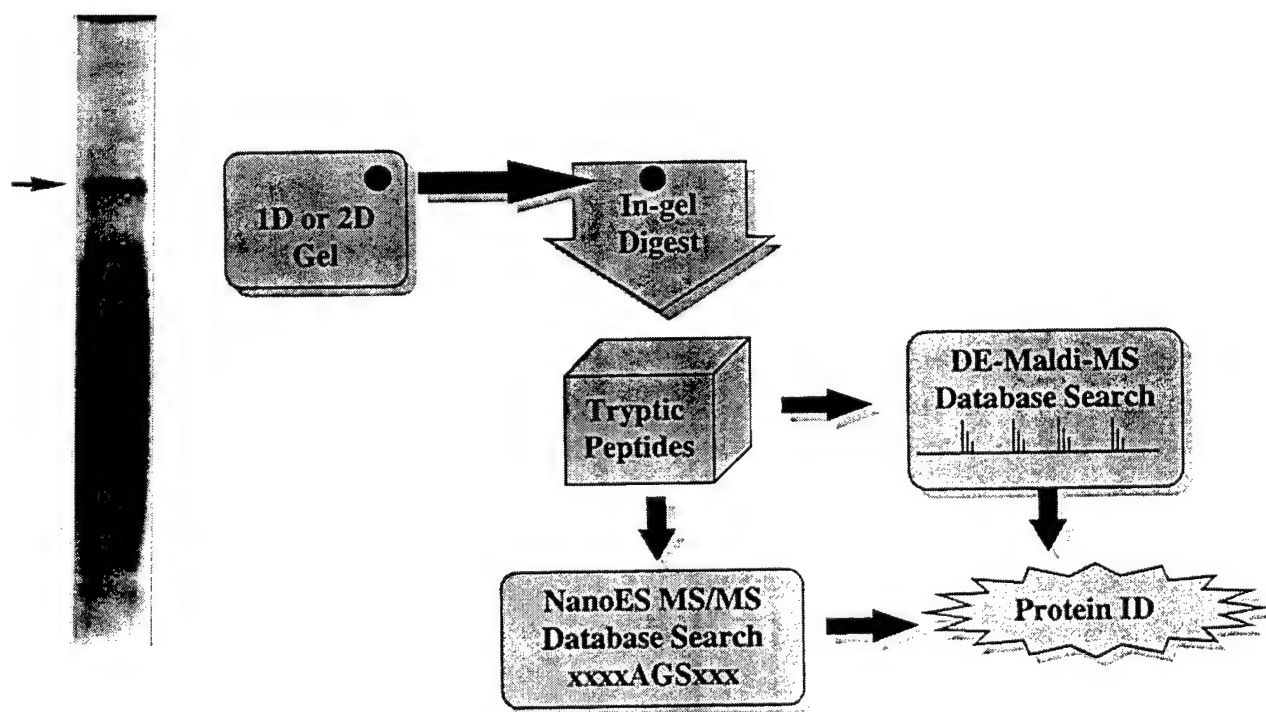 1D or 2D
Gel
In-gel
Digest
Tryptic
Peptides
DE-Maldi-MS
Database Search
NanoES MS/MS
Database Search
xxxxAGSxxx
Protein ID